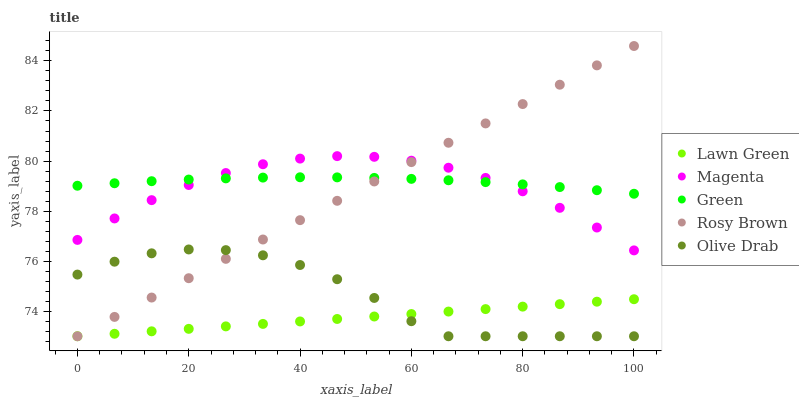 title
yaxis_label
84
82
80
78
76
74
0 20 40 60 80 100
xaxis_label
Lawn Green
Magenta
Green
Rosy Brown
Olive Drab